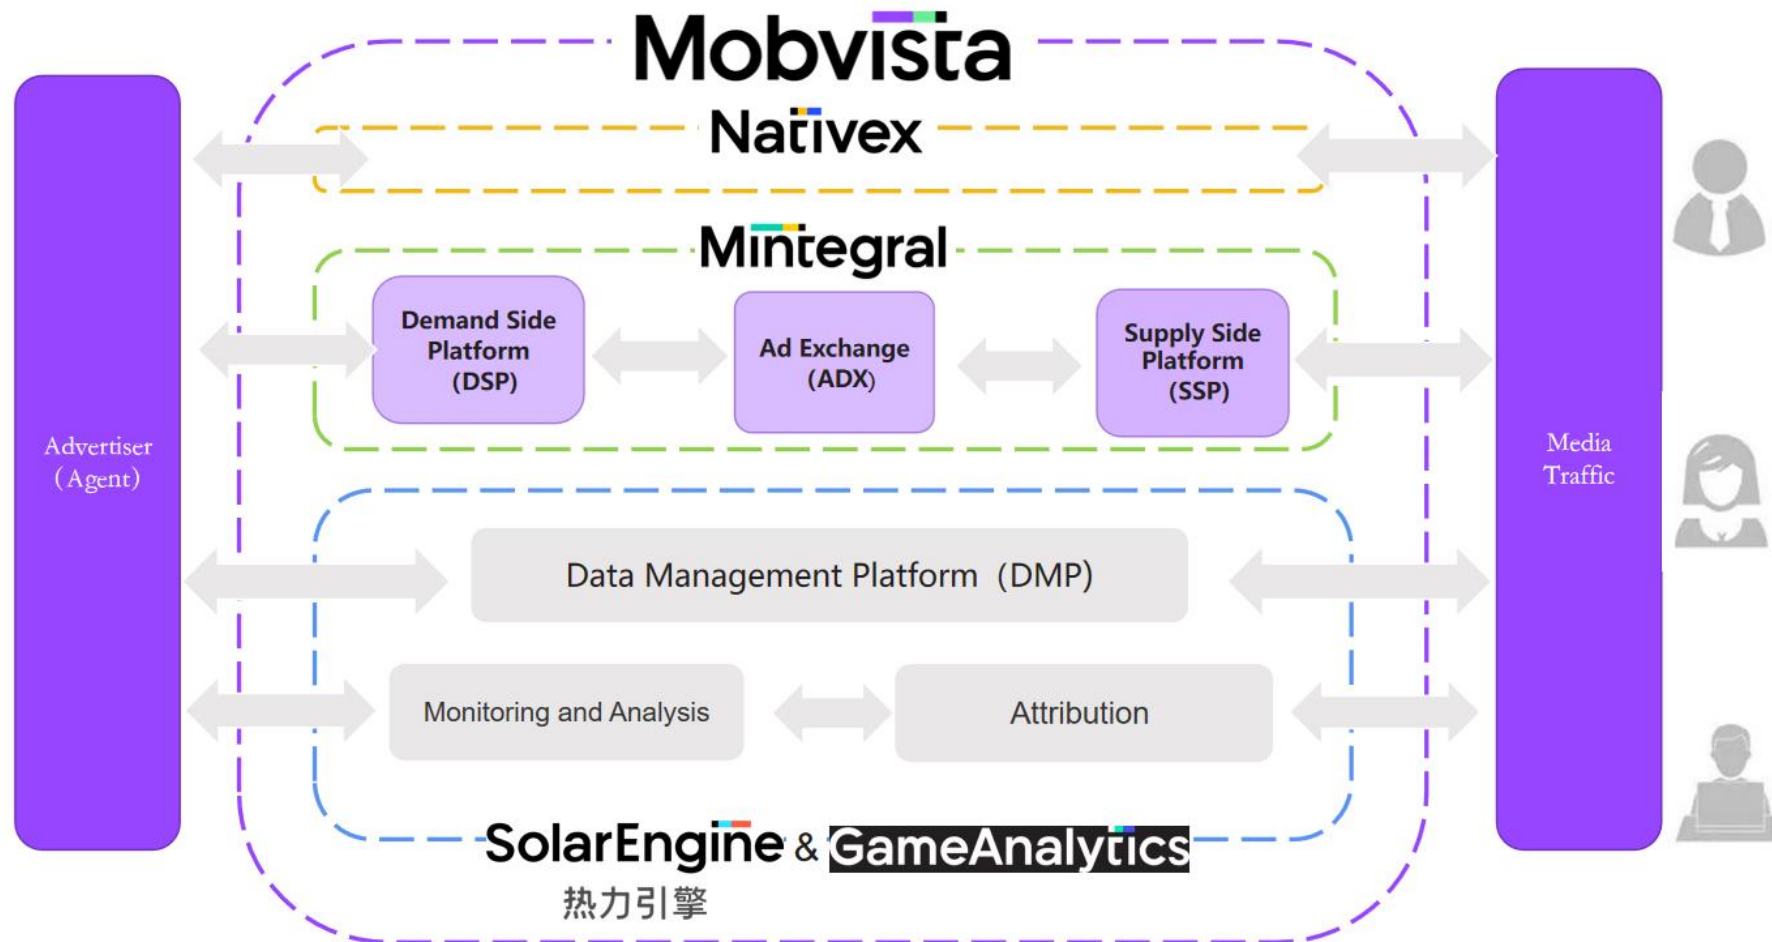 Mobvista
Nativex
Mintegral
Demand Side
Platform
(DSP)
Ad Exchange
(ADX)
Supply Side
Platform
(SSP)
Advertiser
(Agent)
Media
Traffic
Data Management Platform（DMP)
Monitoring and Analysis
Attribution
SolarEngine & GameAnalytics
热力引擎